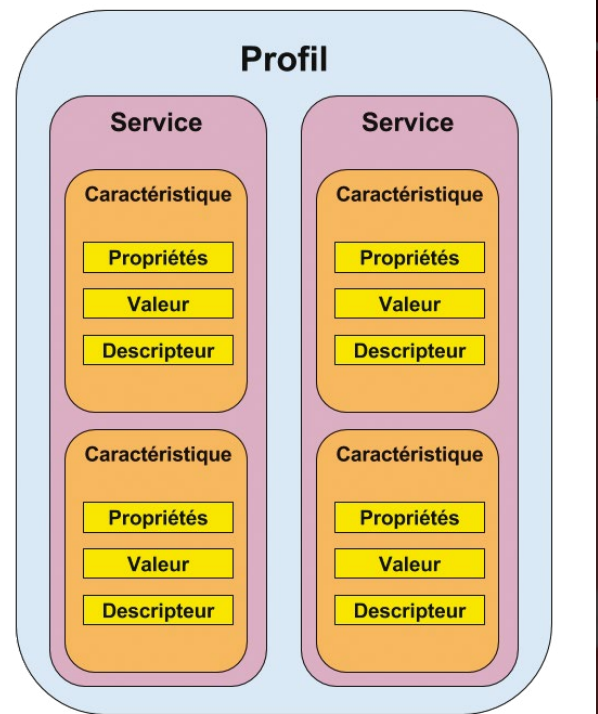 Profil
Service
Caractéristique
Propriétés
Valeur
Descripteur
Caractéristique
Propriétés
Valeur
Descripteur
Service
Caractéristique
Propriétés
Valeur
Descripteur
Caractéristique
Propriétés
Valeur
Descripteur